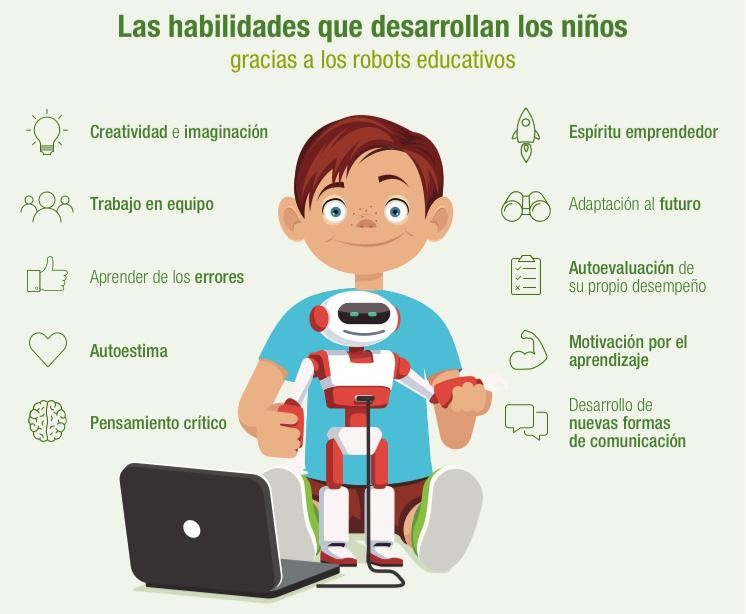 Las habilidades que desarrollan los niños
gracias a los robots educativos
Creatividad e imaginación
Trabajo en equipo
Aprender de los errores
Autoestima
Pensamiento crítico
Espíritu emprendedor
Adaptación al futuro
Autoevaluación de
su propio desempeño
Motivación por el
aprendizaje
Desarrollo de
nuevas formas
de comunicación